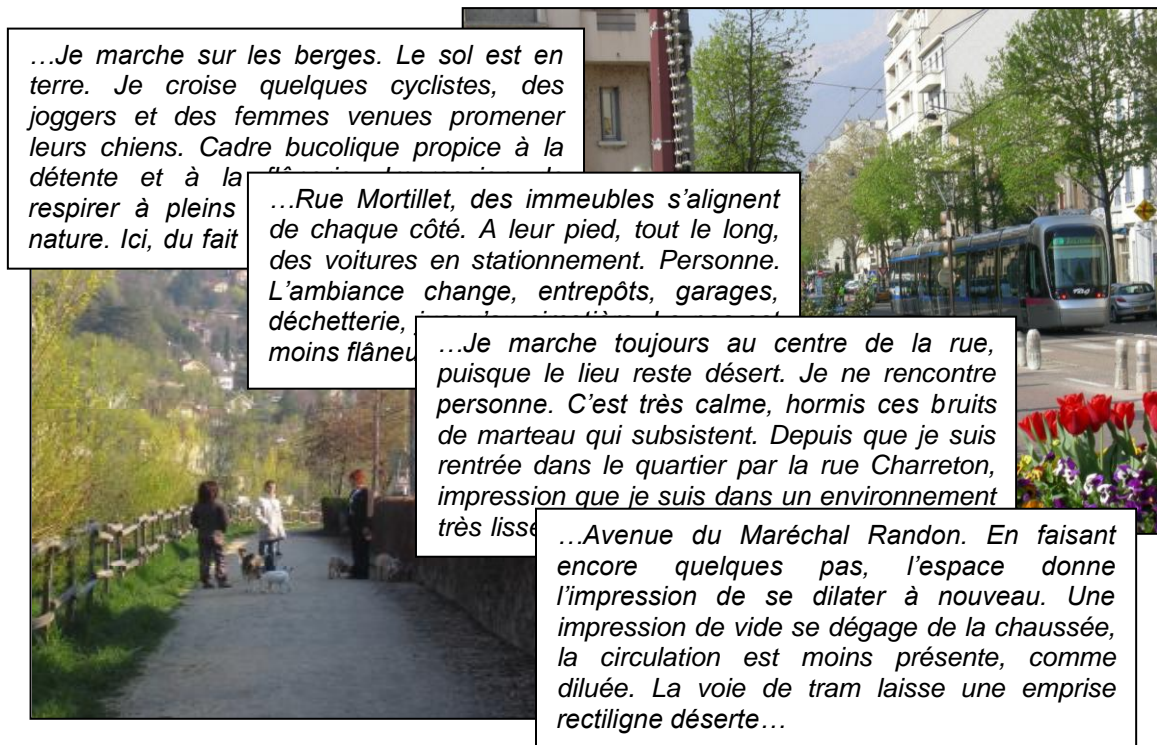 …Je marche sur les berges. Le sol est en
terre. Je croise quelques cyclistes, des
joggers et des femmes venues promener
leurs chiens. Cadre bucolique propice à la
détente et à la
respirer à pleins
nature. Ici, du fait
…Rue Mortillet, des immeubles s’alignent
de chaque côté. A leur pied, tout le long,
des voitures en stationnement. Personne.
L’ambiance change, entrepôts, garages,
déchetterie,
moins
…Je marche toujours au centre de la rue,
puisque le lieu reste désert. Je ne rencontre
personne. C’est très calme, hormis ces bruits
de marteau qui subsistent. Depuis que je suis
rentrée dans le quartier par la rue Charreton,
impression que je suis dans un environnement
très
…Avenue du Maréchal Randon. En faisant
encore quelques pas, l’espace donne
l’impression de se dilater à nouveau. Une
impression de vide se dégage de la chaussée,
la circulation est moins présente, comme
diluée. La voie de tram laisse une emprise
rectiligne déserte…